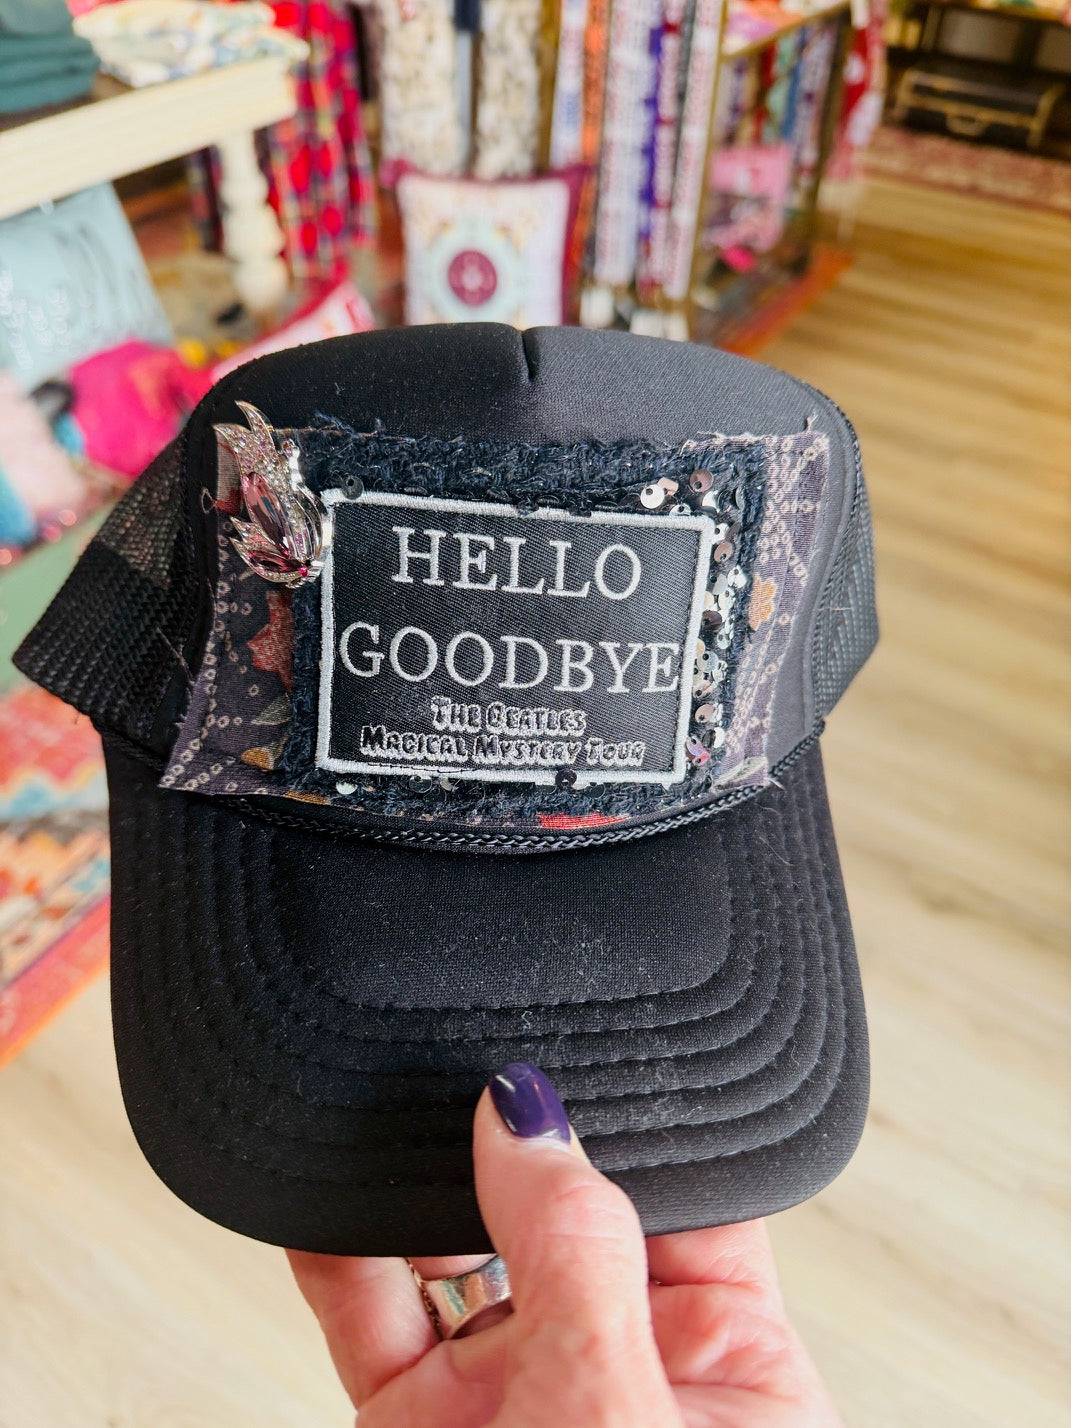 HELLO
GOODBYE
THE BEATLES
MAGICAL MYSTERY TOUR